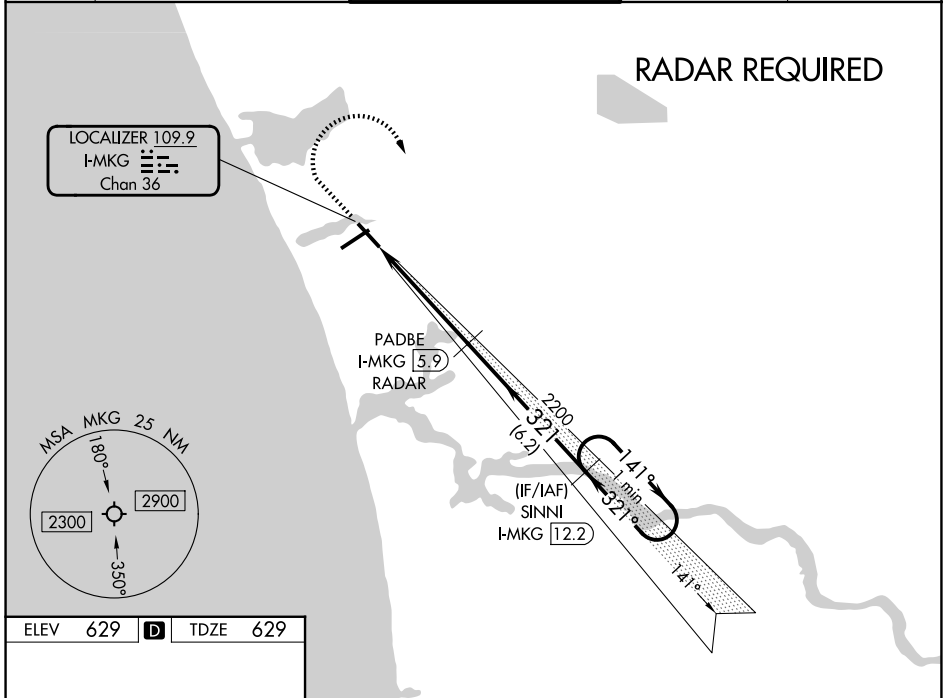 RADAR REQUIRED
LOCALIZER 109.9
I-MKG
Chan 36
PADBE
I-MKG 5.9
RADAR
2200
321
(6.2)
141°
1 min
321°
(IF/IAF)
SINNI
I-MKG 12.2
141°
MSA MKG 25 NM
180°
2300
2900
350°
ELEV 629 D TDZE 629